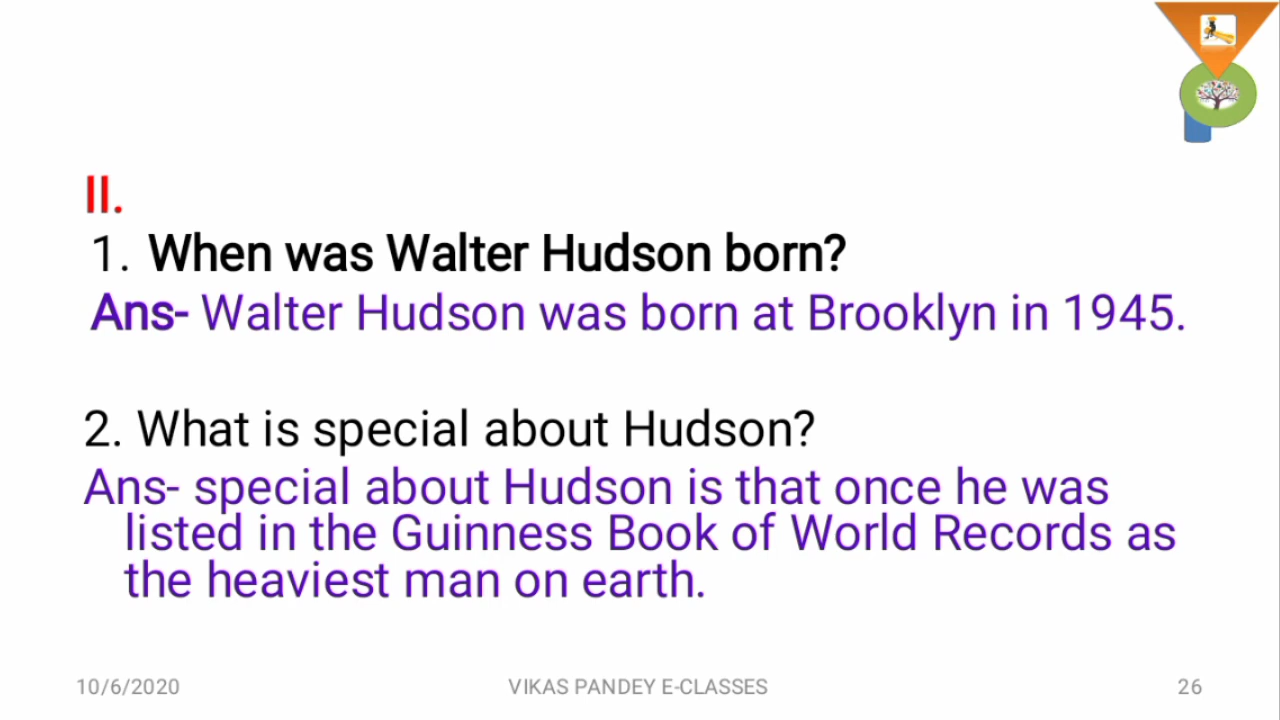 II.
1. When was Walter Hudson born?
Ans- Walter Hudson was born at Brooklyn in 1945.
2. What is special about Hudson?
Ans- special about Hudson is that once he was
listed in the Guinness Book of World Records as
the heaviest man on earth.
10/6/2020
VIKAS PANDEY E-CLASSES
26